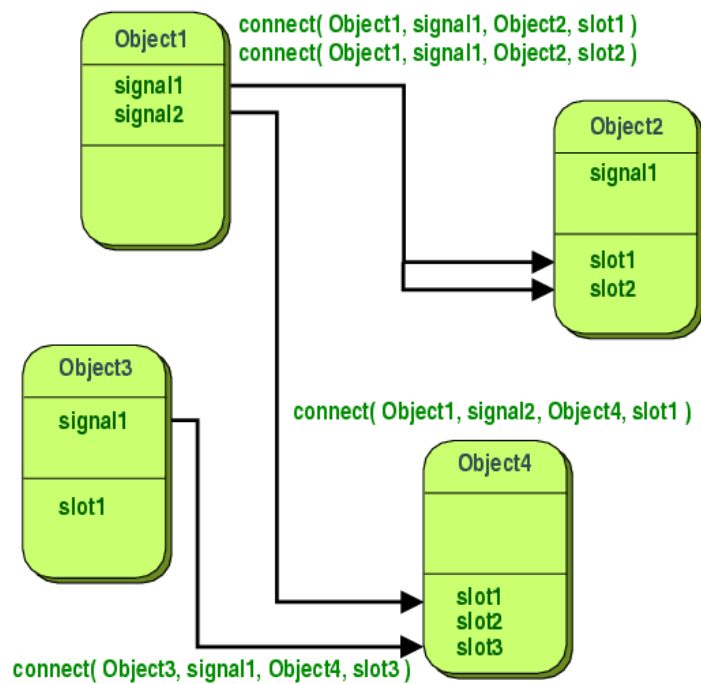 Object1
signal1
signal2
connect( Object1, signal1, Object2, slot1 )
connect( Object1, signal1, Object2, slot2 )
Object2
signal1
slot1
slot2
Object3
signal1
slot1
connect( Object1, signal2, Object4, slot1 )
Object4
slot1
slot2
slot3
connect( Object3, signal1, Object4, slot3 )